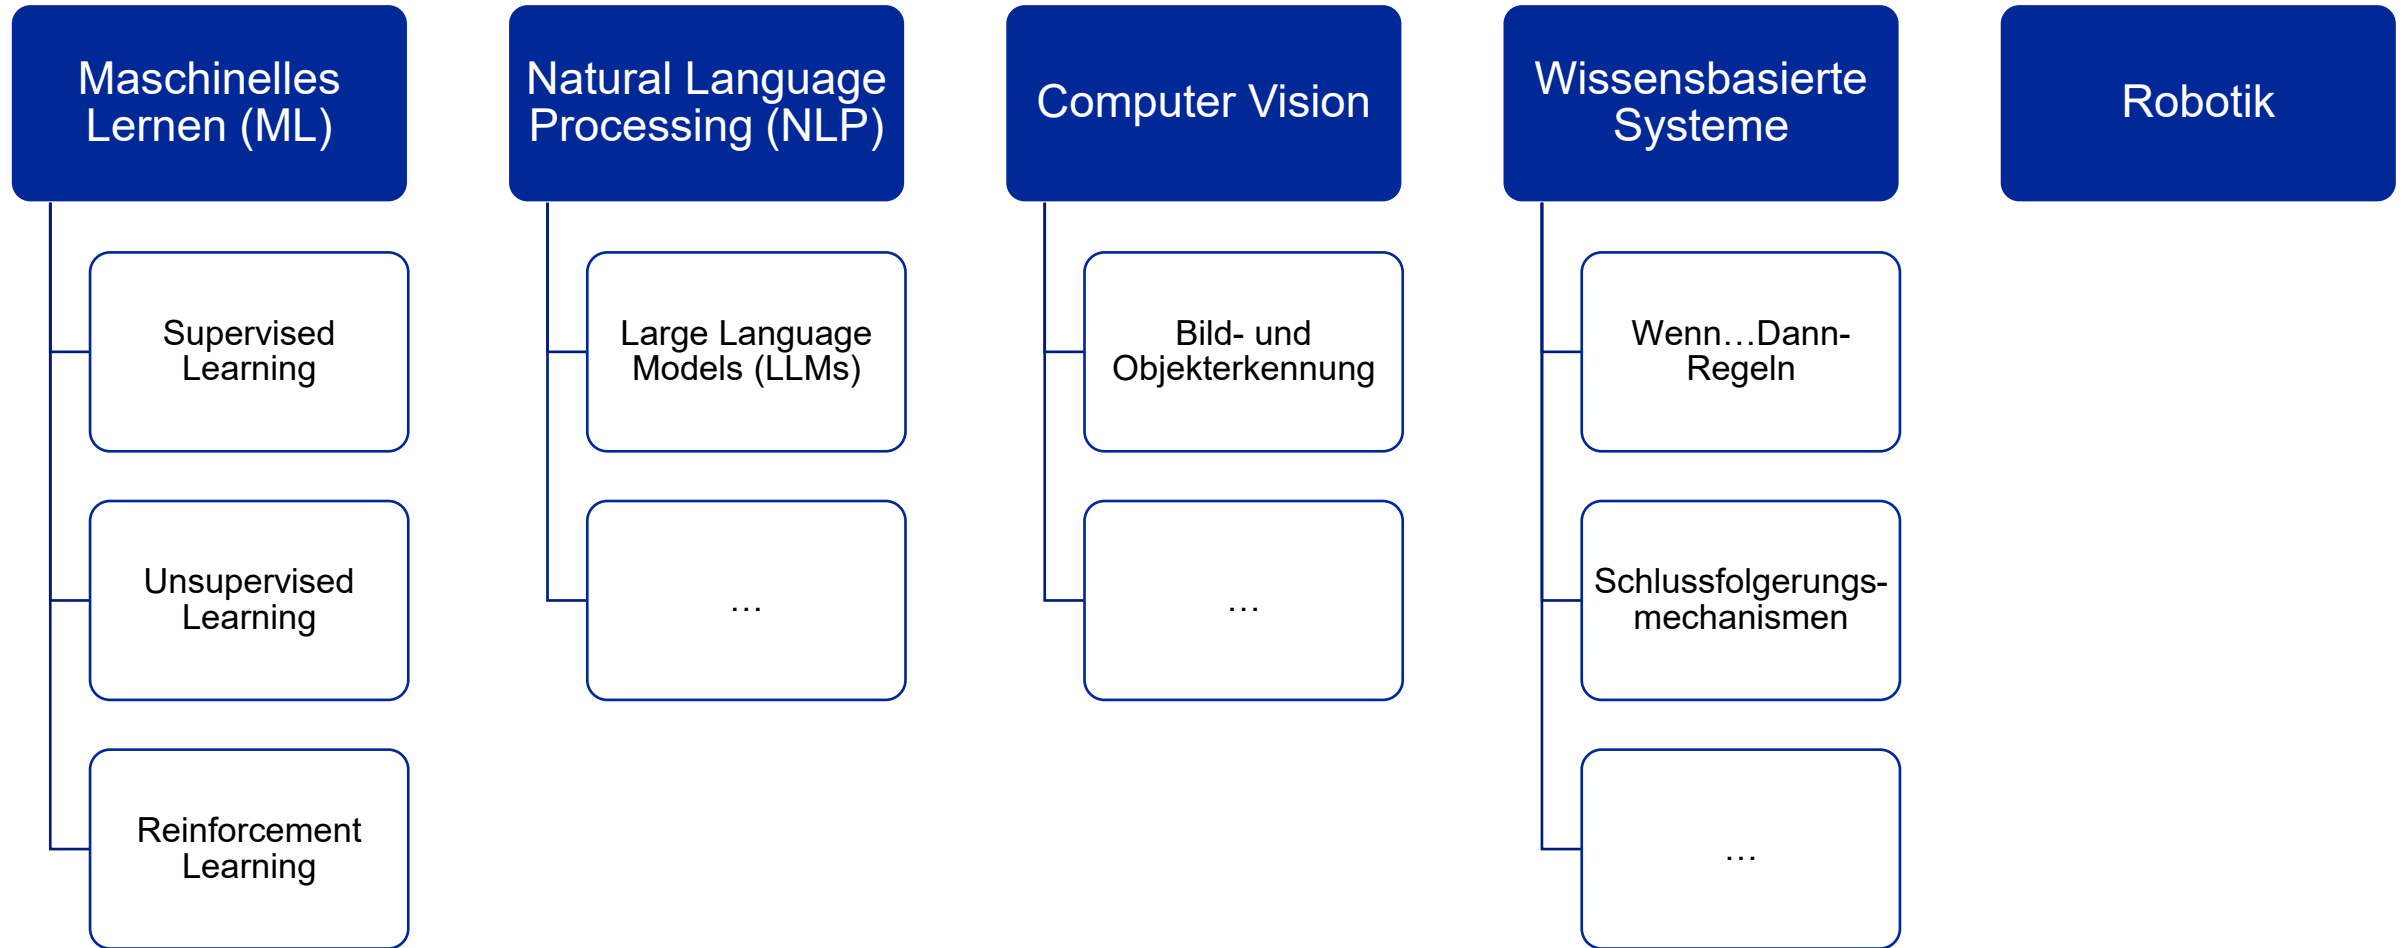 Maschinelles
Lernen (ML)
Supervised
Learning
Unsupervised
Learning
Reinforcement
Learning
Natural Language
Processing (NLP)
Large Language
Models (LLMs)
…
Computer Vision
Bild- und
Objekterkennung
…
Wissensbasierte
Systeme
Wenn…Dann-
Regeln
Schlussfolgerungs-
mechanismen
…
Robotik